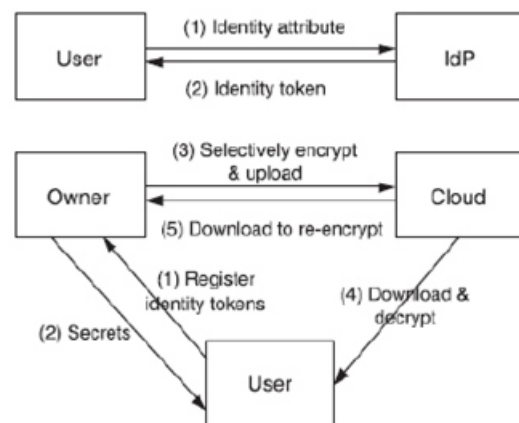 (1) Identity attribute
User
IdP
(2) Identity token
(3) Selectively encrypt
& upload
Owner
Cloud
(5) Download to re-encrypt
(1) Register
identity tokens
(4) Download &
decrypt
(2) Secrets
User